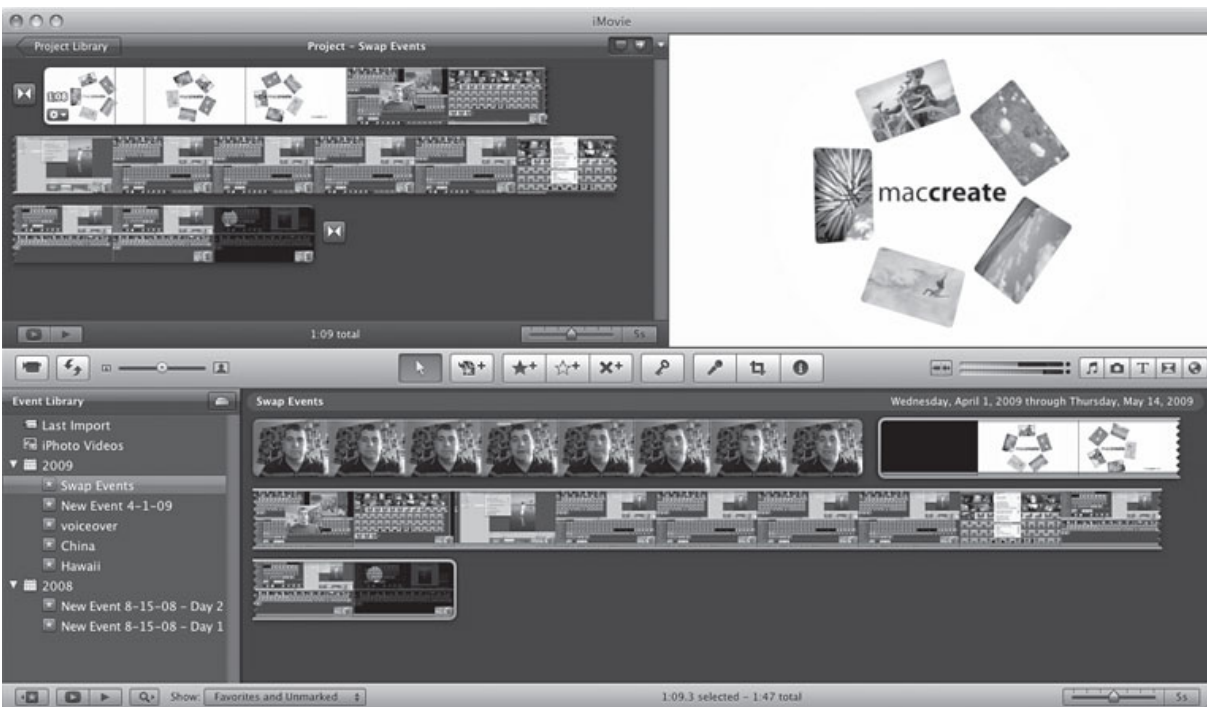 iMovie
Project Library
Project - Swap Events
1:08
maccreate
1:09 total
5s
Event Library
Swap Events
Wednesday, April 1, 2009 through Thursday, May 14, 2009
Last Import
iPhoto Videos
2009
Swap Events
New Event 4-1-09
voiceover
China
Hawaii
2008
New Event 8-15-08 - Day 2
New Event 8-15-08 - Day 1
Show: Favorites and Unmarked
1:09.3 selected - 1:47 total
5s